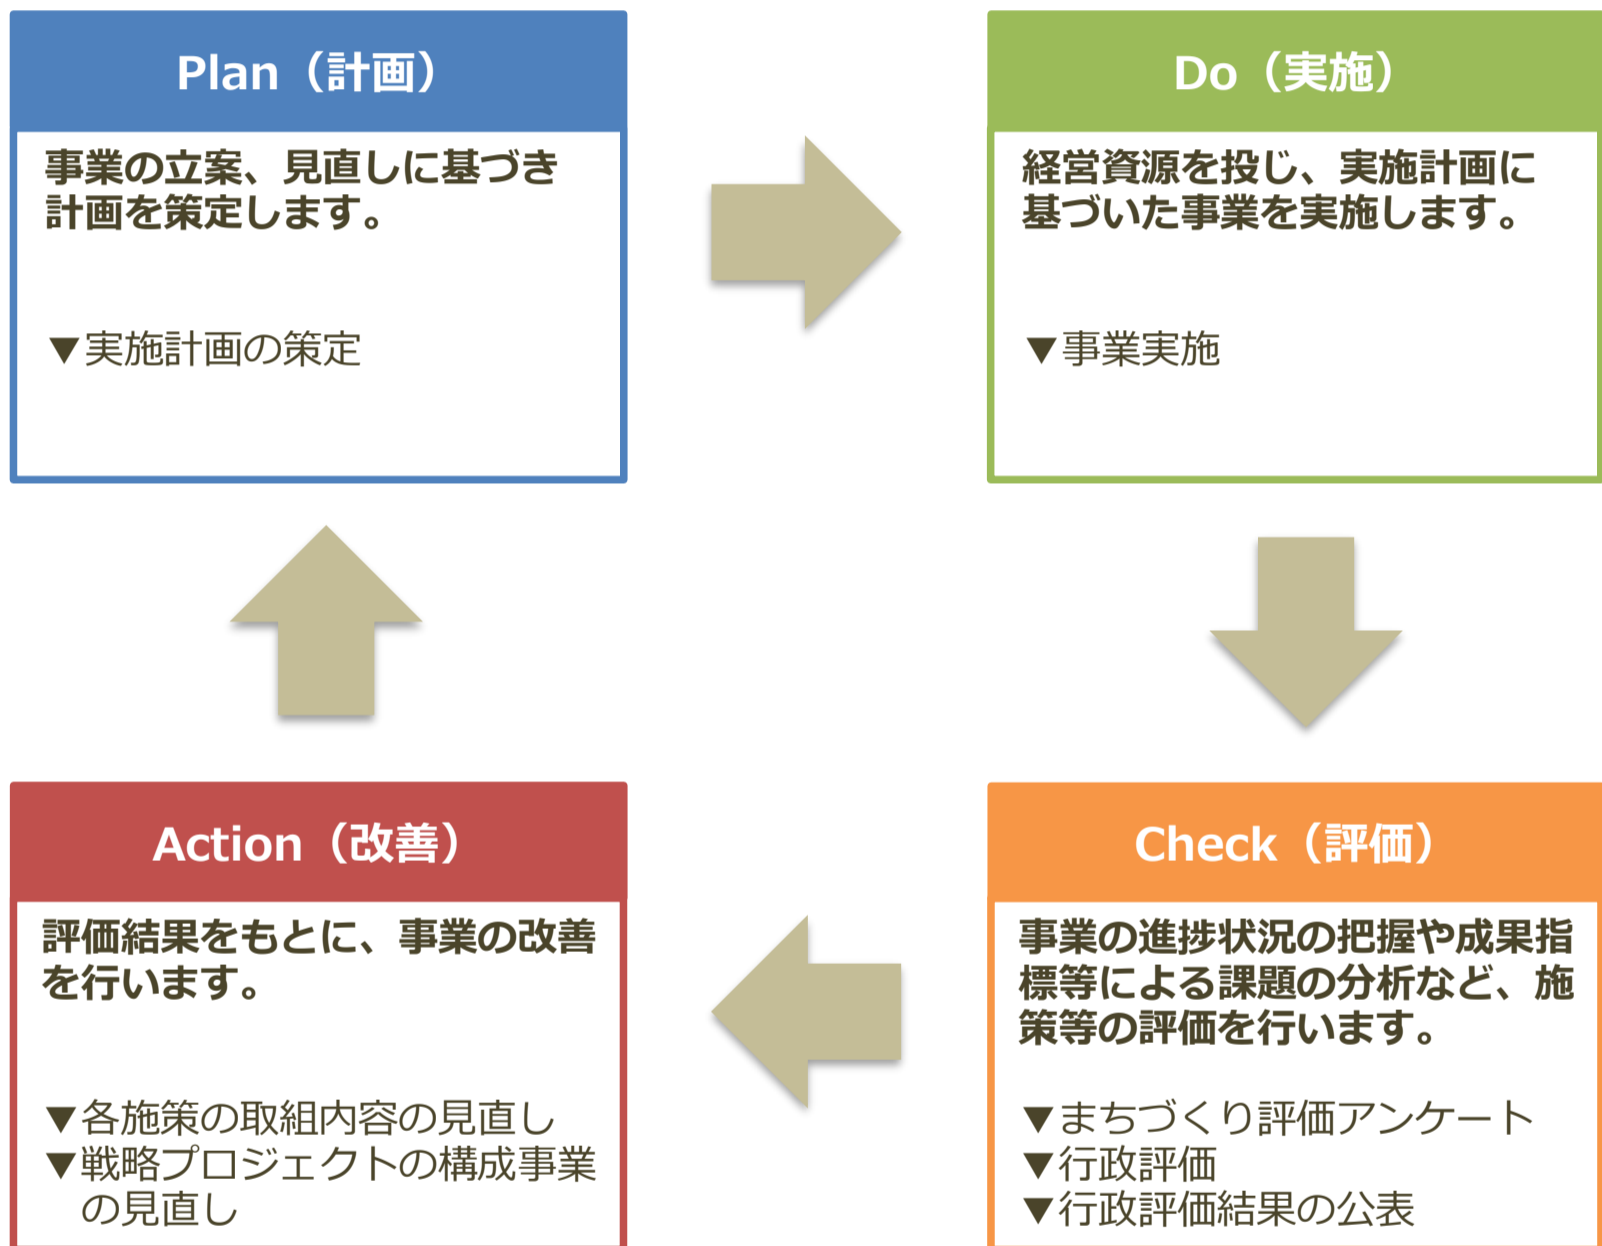 Plan（計画）
事業の立案、見直しに基づき
計画を策定します。
▼実施計画の策定
Do（実施）
経営資源を投じ、実施計画に
基づいた事業を実施します。
▼事業実施
Action（改善）
評価結果をもとに、事業の改善
を行います。
▼各施策の取組内容の見直し
▼戦略プロジェクトの構成事業
の見直し
Check（評価）
事業の進捗状況の把握や成果指
標等による課題の分析など、施
策等の評価を行います。
▼まちづくり評価アンケート
▼行政評価
▼行政評価結果の公表